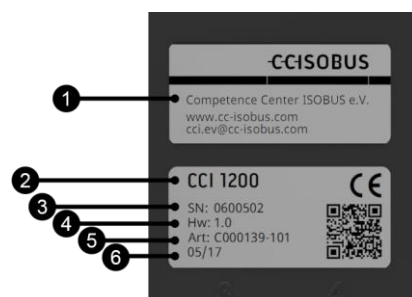 CCISOBUS
1
Competence Center ISOBUS e.V.
www.cc-isobus.com
cci.ev@cc-isobus.com
2
CCI 1200
CE
3
SN: 0600502
4
Hw: 1.0
5
Art: C000139-101
6
05/17